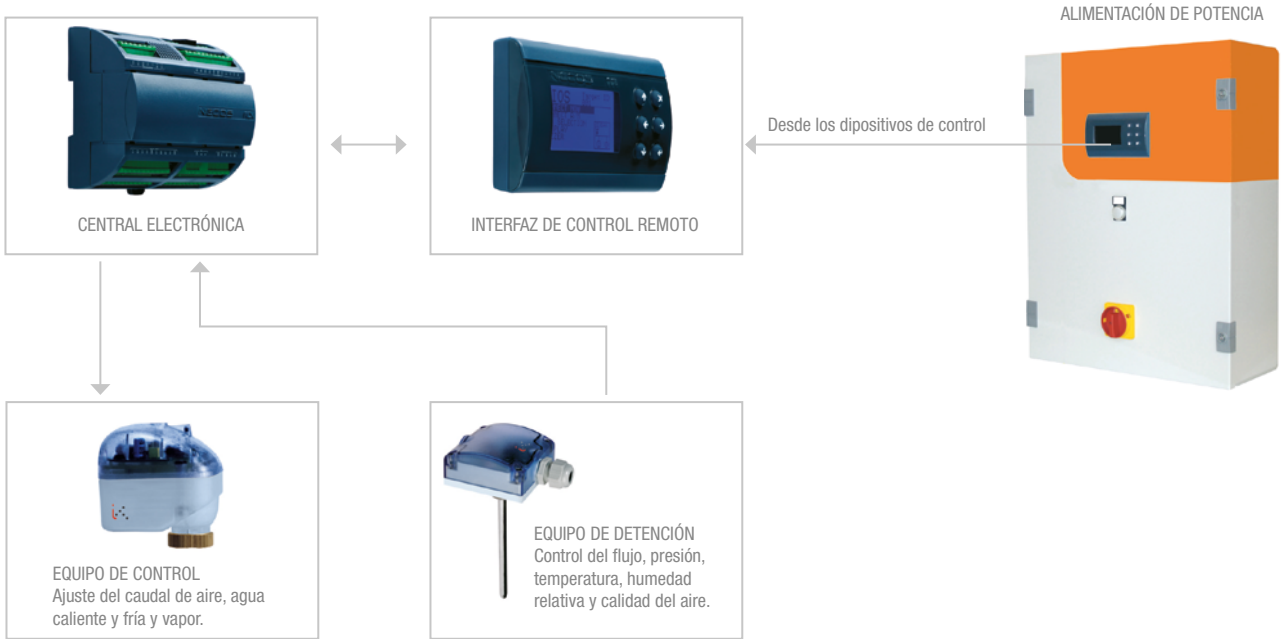 ALIMENTACIÓN DE POTENCIA
Desde los dipositivos de control
CENTRAL ELECTRÓNICA
INTERFAZ DE CONTROL REMOTO
EQUIPO DE CONTROL
Ajuste del caudal de aire, agua
caliente y fría y vapor.
EQUIPO DE DETENCIÓN
Control del flujo, presión,
temperatura, humedad
relativa y calidad del aire.